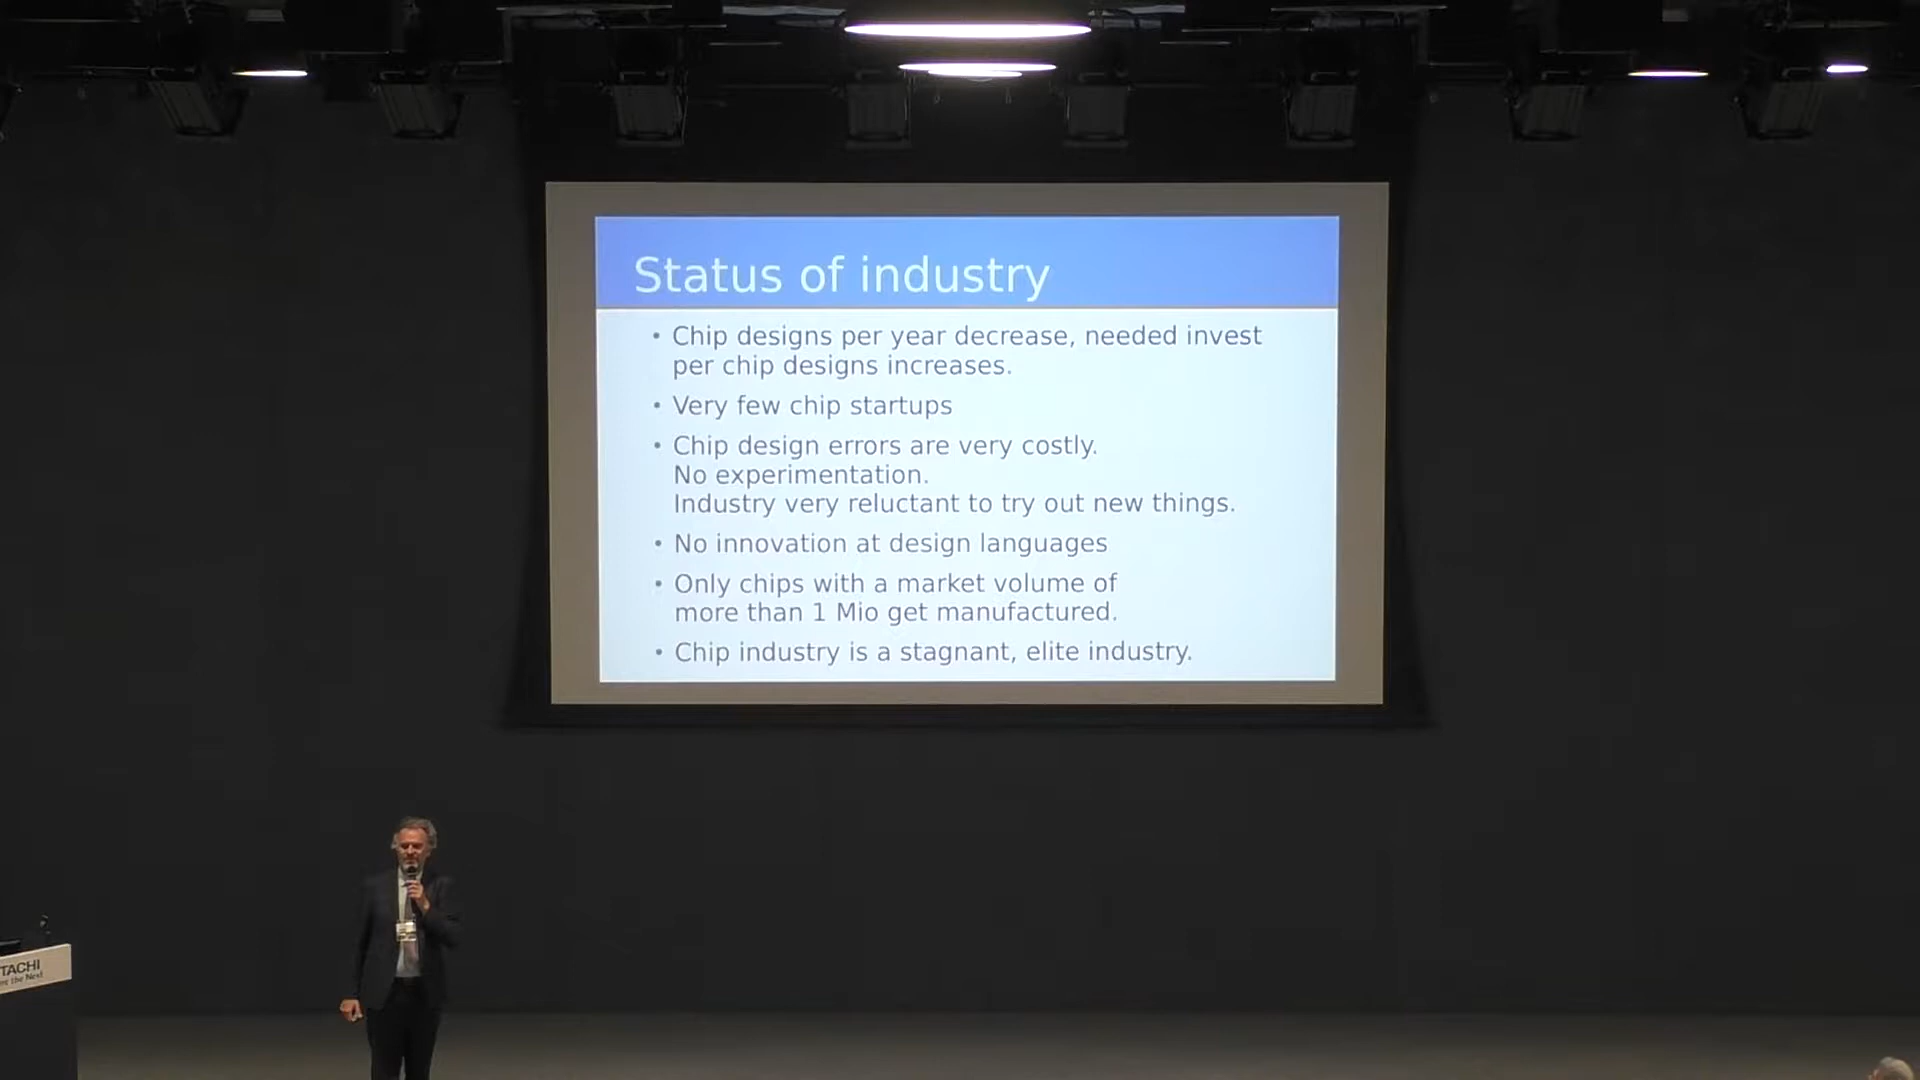 Status of industry
• Chip designs per year decrease, needed invest
per chip designs increases.
• Very few chip startups
• Chip design errors are very costly.
No experimentation.
Industry very reluctant to try out new things.
• No innovation at design languages
• Only chips with a market volume of
more than 1 Mio get manufactured.
• Chip industry is a stagnant, elite industry.
TACHI
the Next